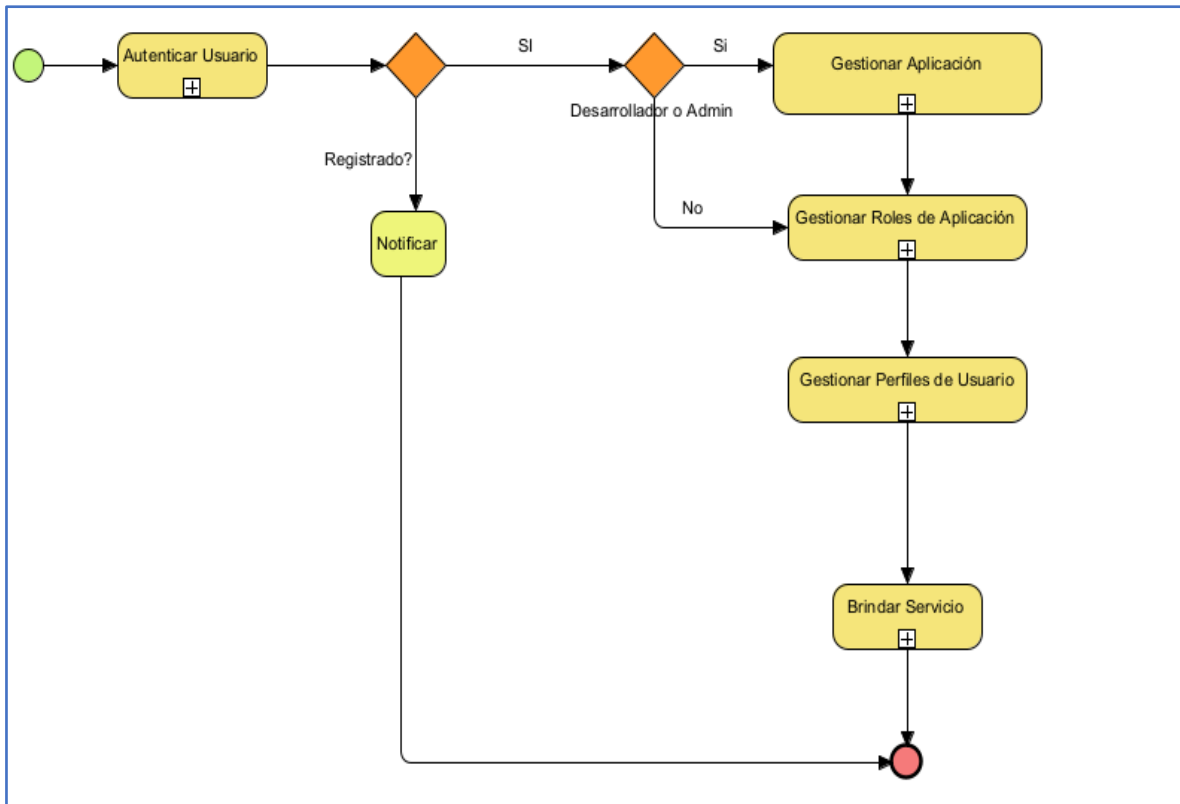 Autenticar Usuario
SI
Si
Gestionar Aplicación
Desarrollador o Admin
Registrado?
No
Gestionar Roles de Aplicación
Notificar
Gestionar Perfiles de Usuario
Brindar Servicio